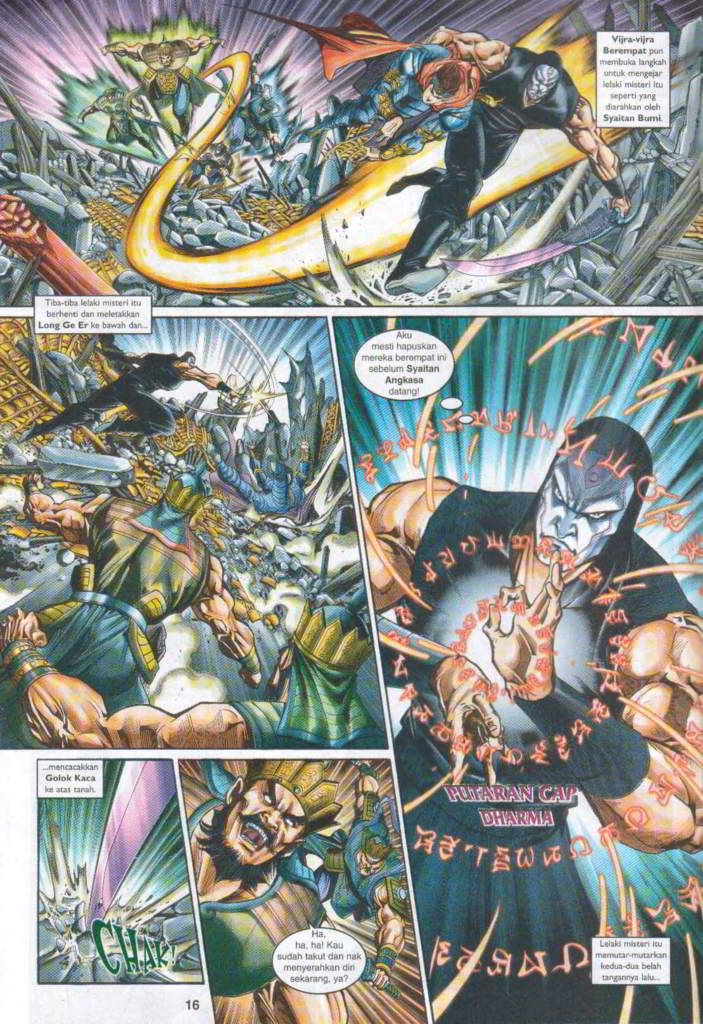 Vijra-vijra
Berempat pun
membuka langkah
untuk mengejar
lelaki misteri itu
seperti yang
diarahkan oleh
Syaitan Bumi.
Tiba-tiba lelaki misteri itu
berhenti dan meletakkan
Long Ge Er ke bawah dan...
Aku
mesti hapuskan
mereka berempat ini
sebelum Syaitan
Angkasa
datang!
...mencacakkan
Golok Kaca
ke atas tanah.
CHAK!
Ha,
ha, ha! Kau
sudah takut dan nak
menyerahkan diri
sekarang, ya?
PUTARAN CAP
DHARMA
Lelaki misteri itu
memutar-mutarkan
kedua-dua belah
tangannya lalu...
16